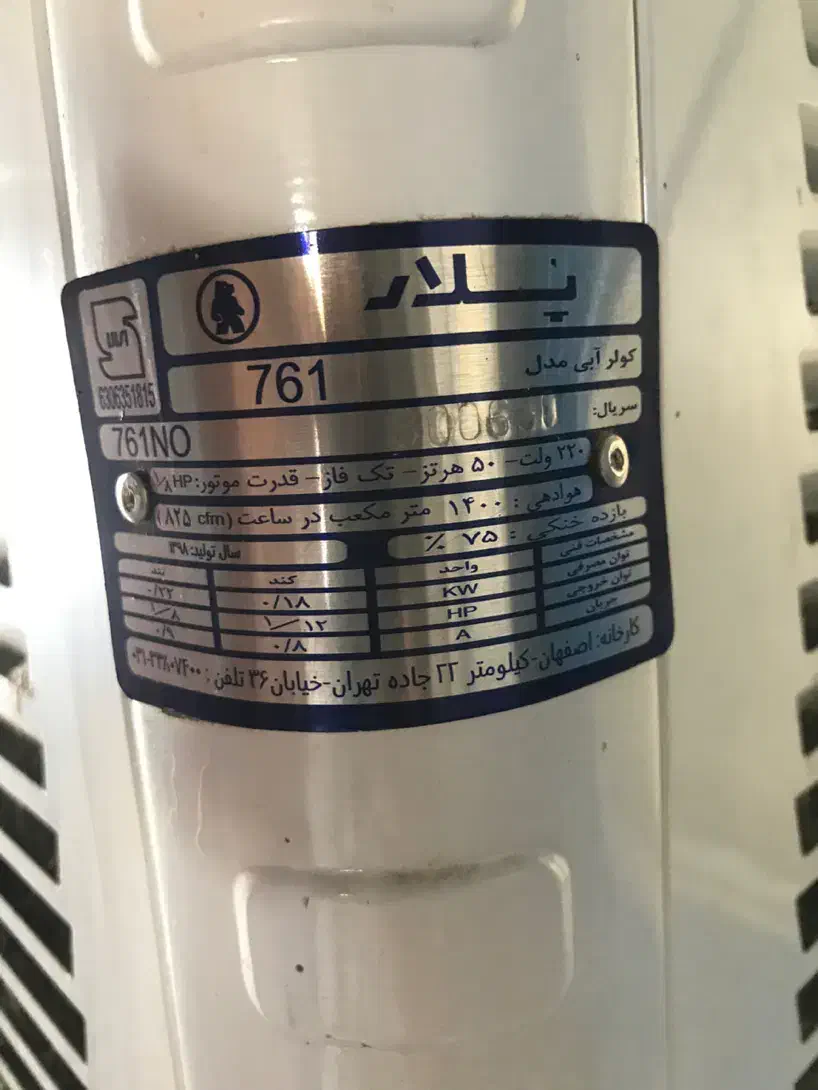 پلار
6306351815
کولر آبی مدل 761
سریال:
761NO
۲۲۰ ولت- ۵۰ هرتز- تک فاز- قدرت موتور: ۱/۸ HP
هوادهی : ۱۴۰۰ متر مکعب در ساعت (۸۲۵ cfm)
بازده خنکی : ۷۵ %
سال تولید: ۱۳۹۸
مشخصات فنی واحد کند تند
توان مصرفی KW ۰/۱۸ ۰/۲۲
توان خروجی HP ۱/۱۲ ۱/۸
جریان A ۰/۸ ۰/۹
کارخانه: اصفهان-کیلومتر ۲۲ جاده تهران-خیابان ۳۶ تلفن :